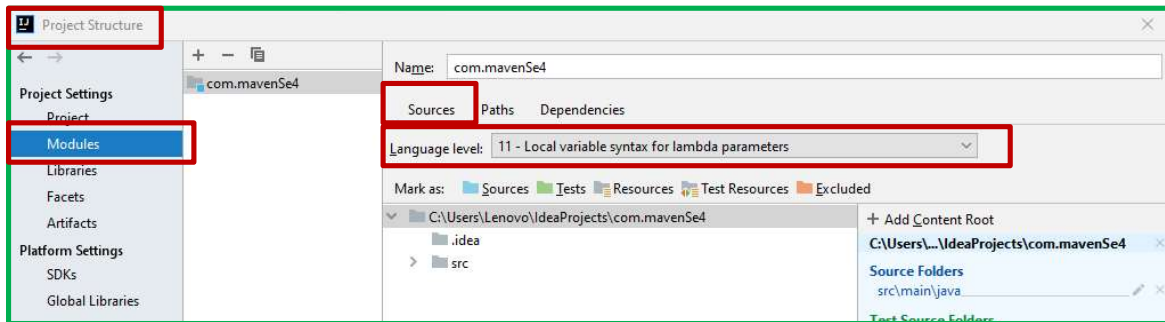 Project Structure
Project Settings
Project
Modules
Libraries
Facets
Artifacts
Platform Settings
SDKs
Global Libraries
com.mavenSe4
Name: com.mavenSe4
Sources Paths Dependencies
Language level: 11 - Local variable syntax for lambda parameters
Mark as: Sources Tests Resources Test Resources Excluded
C:\Users\Lenovo\IdeaProjects\com.mavenSe4
.idea
src
+ Add Content Root
C:\Users\...\IdeaProjects\com.mavenSe4
Source Folders
src\main\java
Test Source Folders